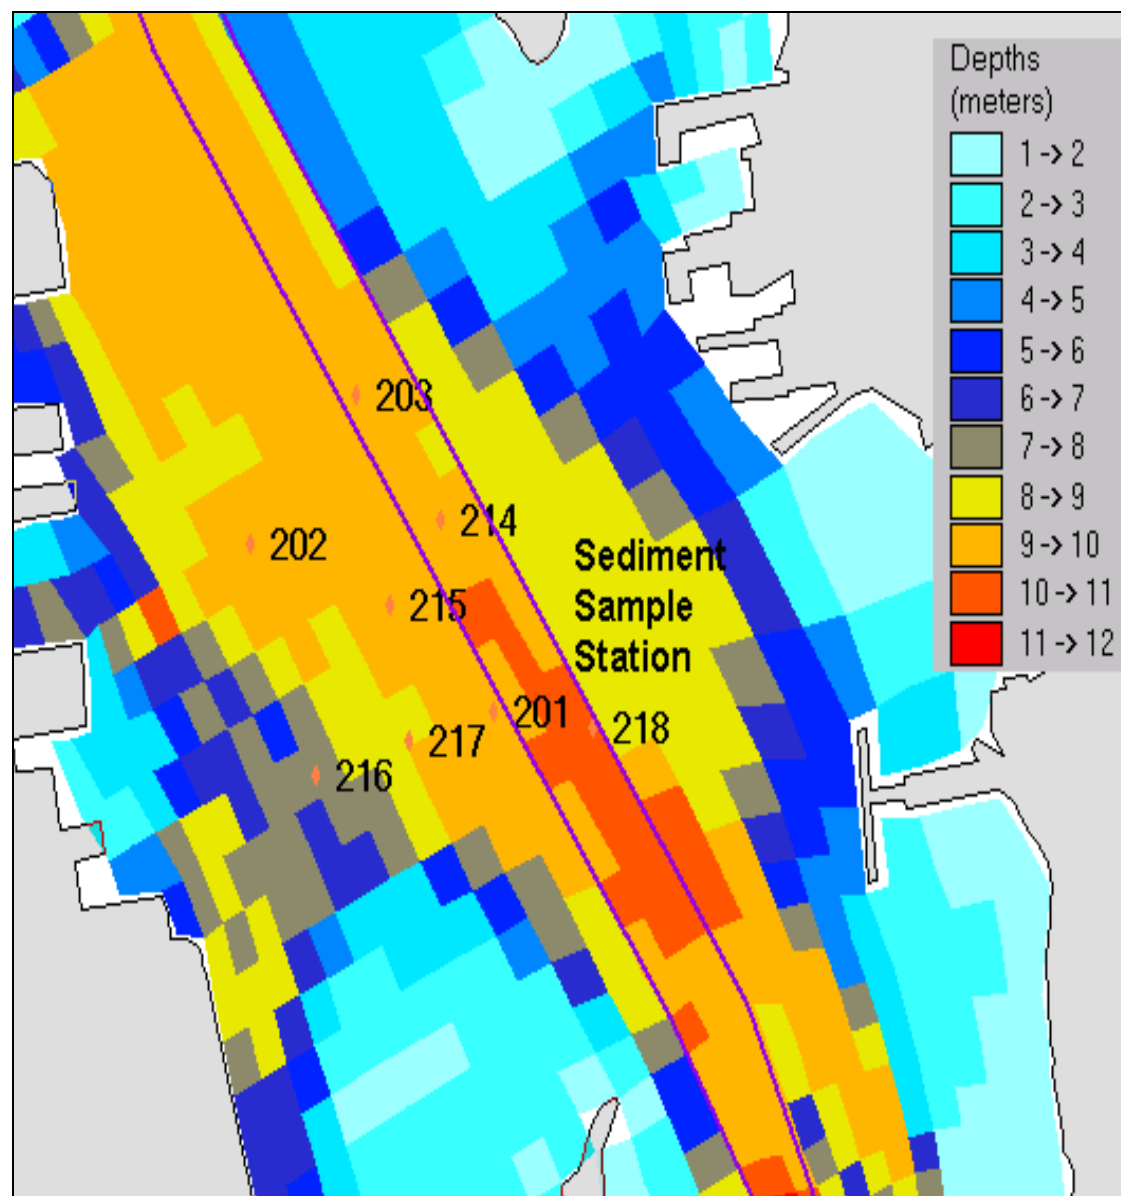 Depths
(meters)
1 -> 2
2 -> 3
3 -> 4
4 -> 5
5 -> 6
6 -> 7
7 -> 8
8 -> 9
9 -> 10
10 -> 11
11 -> 12
203
214
202
215
Sediment
Sample
Station
201
218
217
216